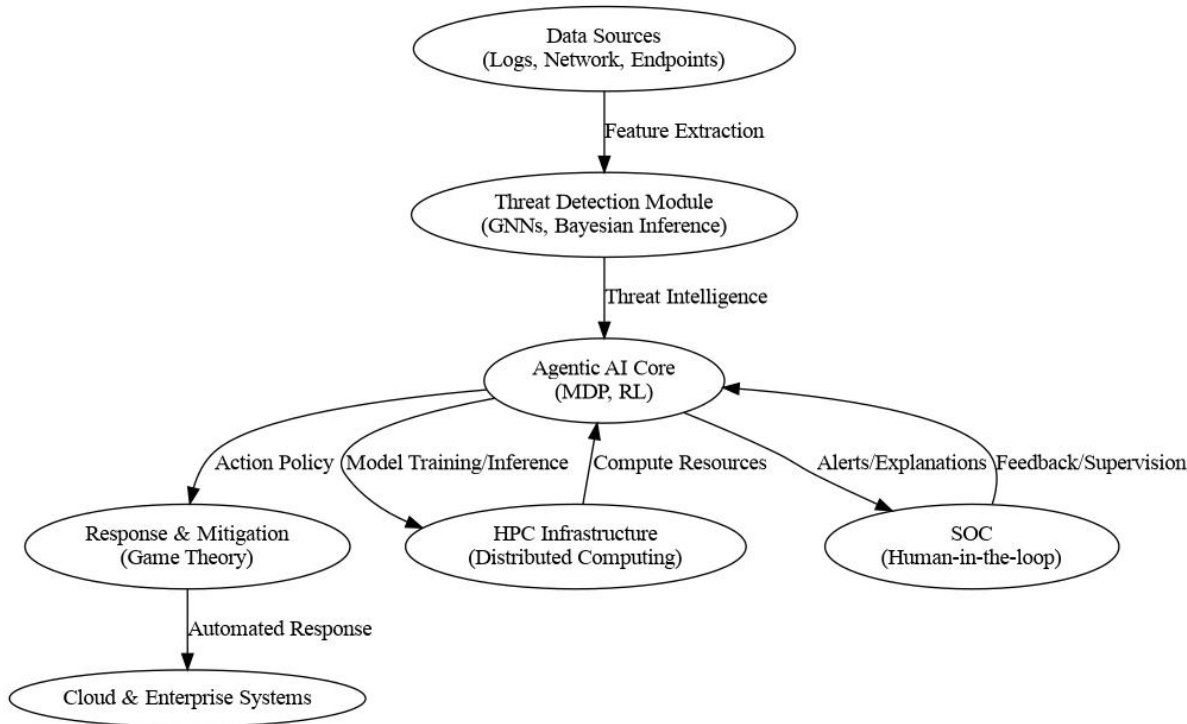 Data Sources
(Logs, Network, Endpoints)
Feature Extraction
Threat Detection Module
(GNNs, Bayesian Inference)
Threat Intelligence
Agentic AI Core
(MDP, RL)
Action Policy
Model Training/Inference
Compute Resources
Alerts/Explanations
Feedback/Supervision
Response & Mitigation
(Game Theory)
HPC Infrastructure
(Distributed Computing)
SOC
(Human-in-the-loop)
Automated Response
Cloud & Enterprise Systems